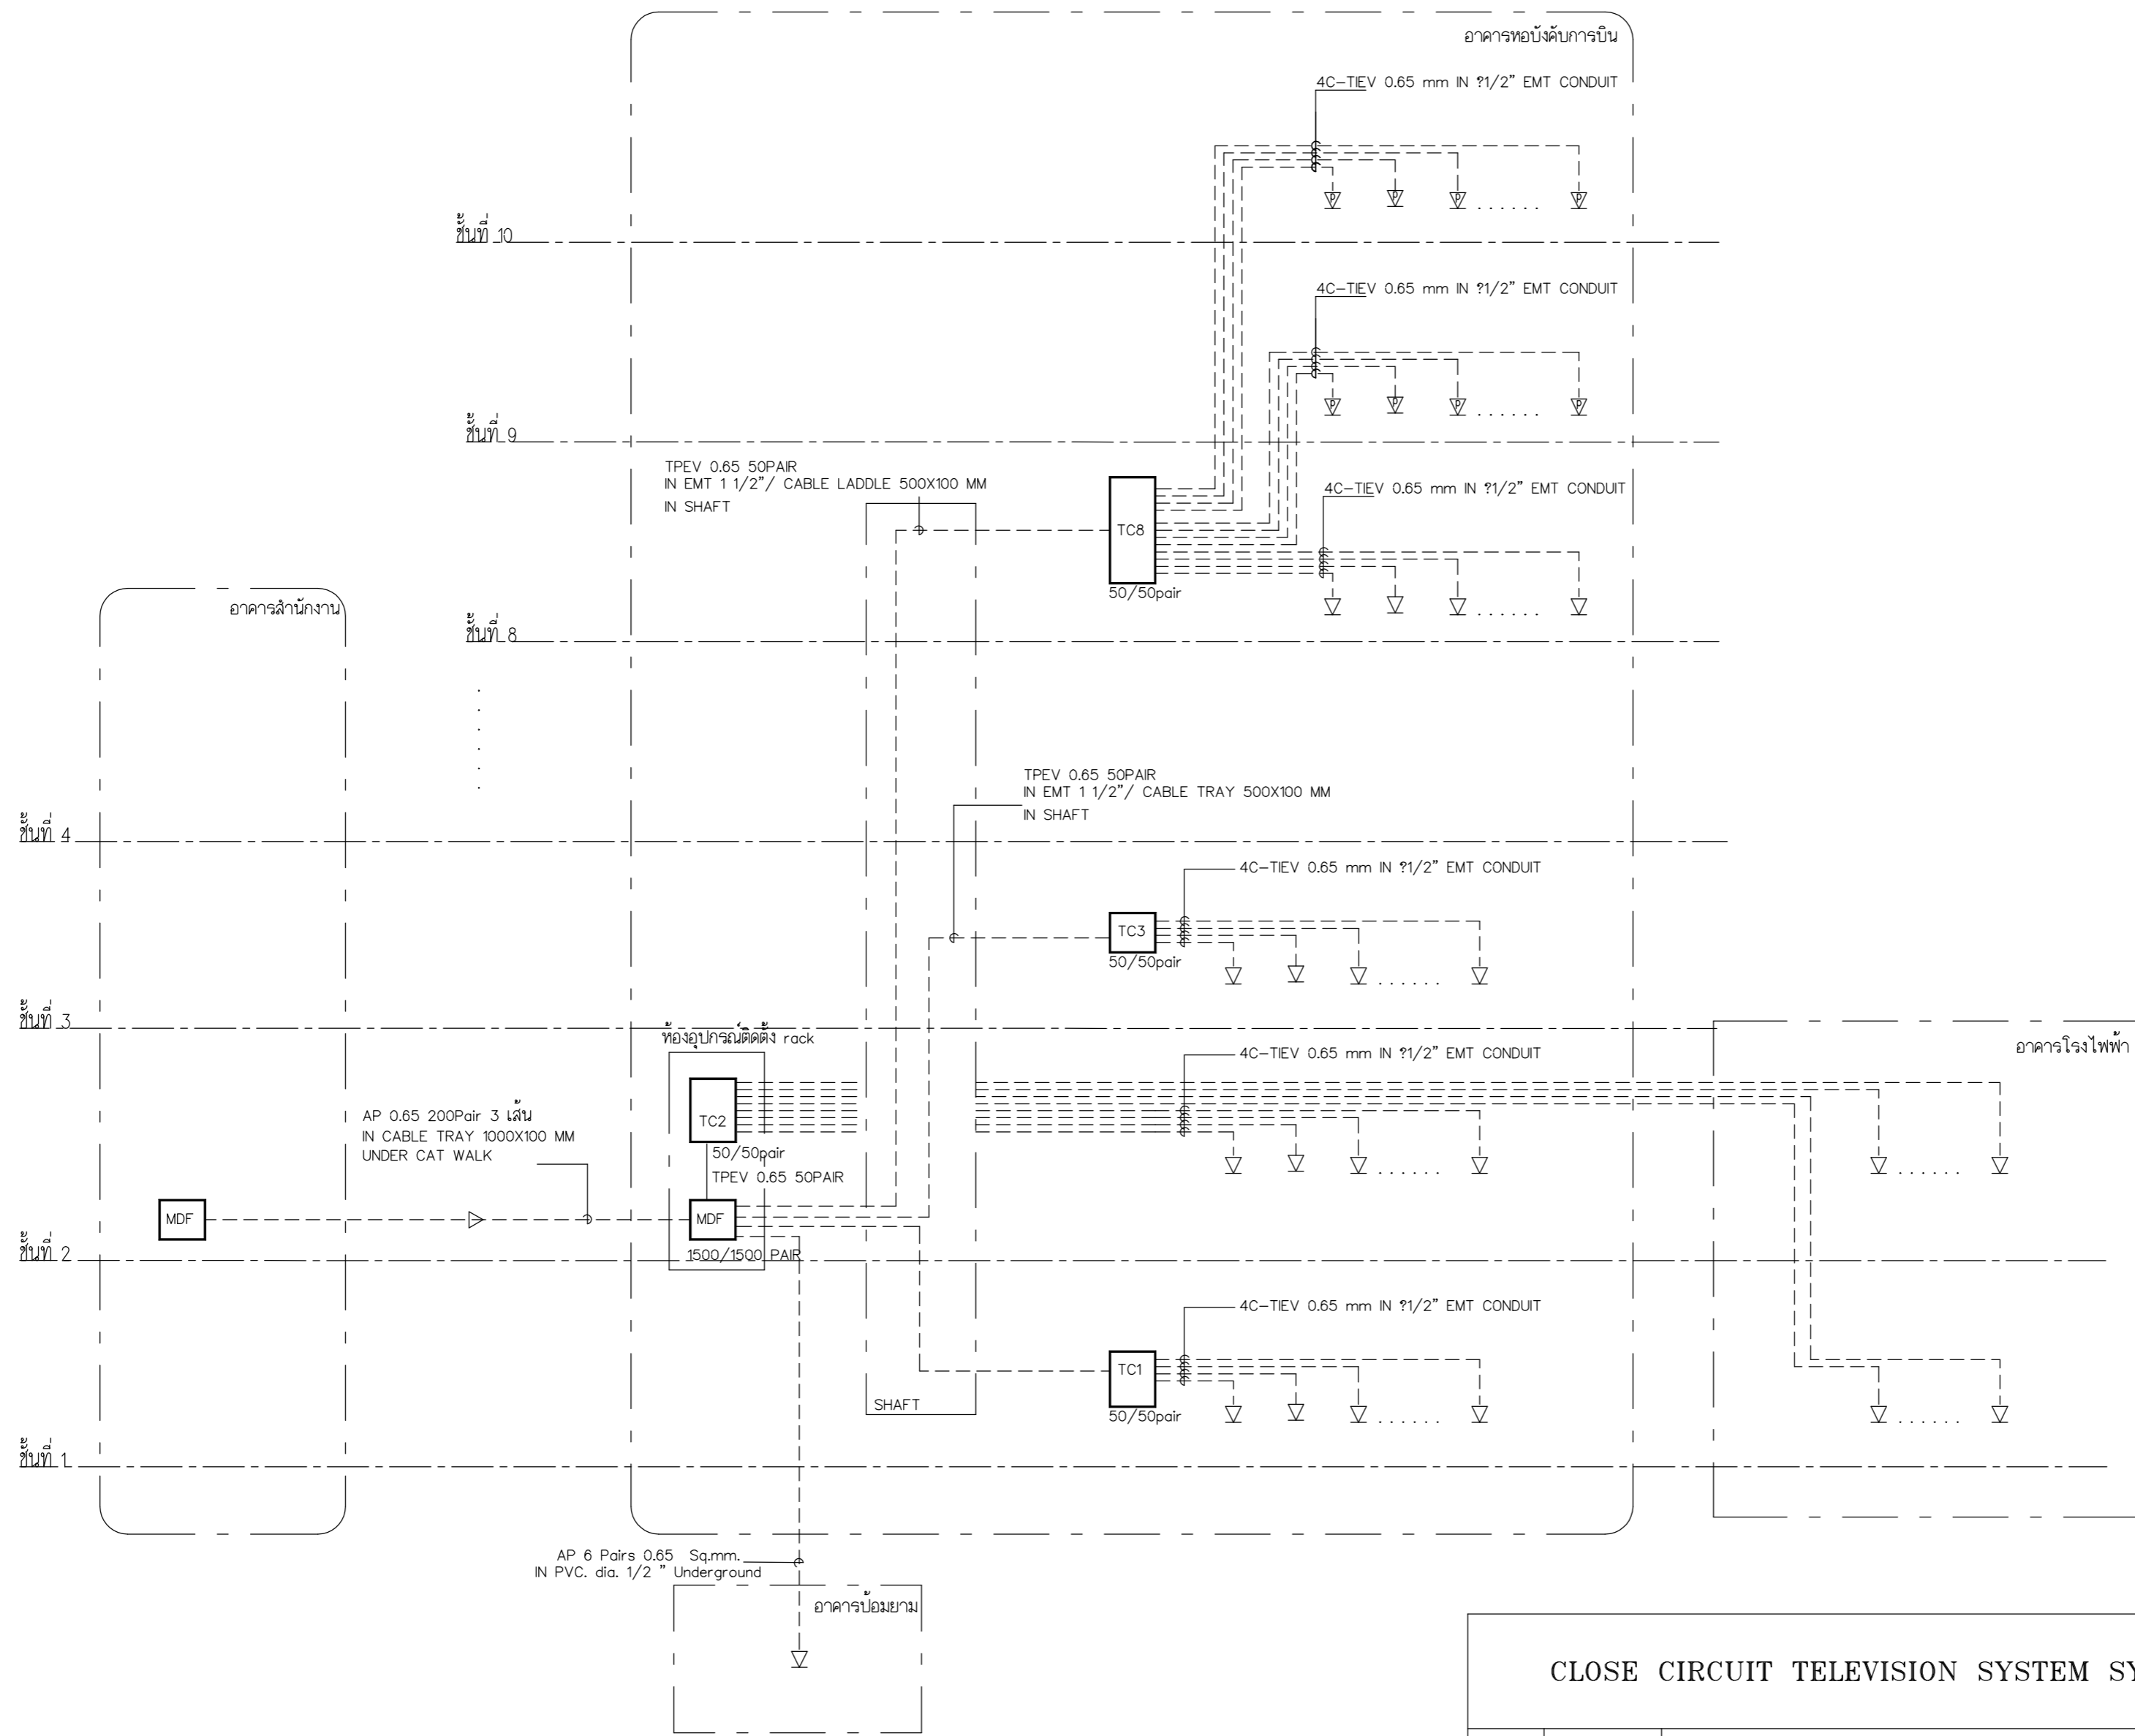 อาคารหอบังคับการบิน
4C-TIEV 0.65 mm IN ?1/2" EMT CONDUIT
P P P . . . . . . P
ชั้นที่ 10
4C-TIEV 0.65 mm IN ?1/2" EMT CONDUIT
P P P . . . . . . P
ชั้นที่ 9
TPEV 0.65 50PAIR
IN EMT 1 1/2"/ CABLE LADDLE 500X100 MM
IN SHAFT
4C-TIEV 0.65 mm IN ?1/2" EMT CONDUIT
TC8
50/50pair
อาคารสำนักงาน
ชั้นที่ 8
TPEV 0.65 50PAIR
IN EMT 1 1/2"/ CABLE TRAY 500X100 MM
IN SHAFT
ชั้นที่ 4
4C-TIEV 0.65 mm IN ?1/2" EMT CONDUIT
TC3
50/50pair
ชั้นที่ 3
ห้องอุปกรณ์ติดตั้ง rack
4C-TIEV 0.65 mm IN ?1/2" EMT CONDUIT
อาคารโรงไฟฟ้า
TC2
50/50pair
AP 0.65 200Pair 3 เส้น
IN CABLE TRAY 1000X100 MM
UNDER CAT WALK
TPEV 0.65 50PAIR
MDF
MDF
1500/1500 PAIR
ชั้นที่ 2
4C-TIEV 0.65 mm IN ?1/2" EMT CONDUIT
TC1
50/50pair
SHAFT
ชั้นที่ 1
AP 6 Pairs 0.65 Sq.mm.
IN PVC. dia. 1/2 " Underground
อาคารป้อมยาม
CLOSE CIRCUIT TELEVISION SYSTEM SY